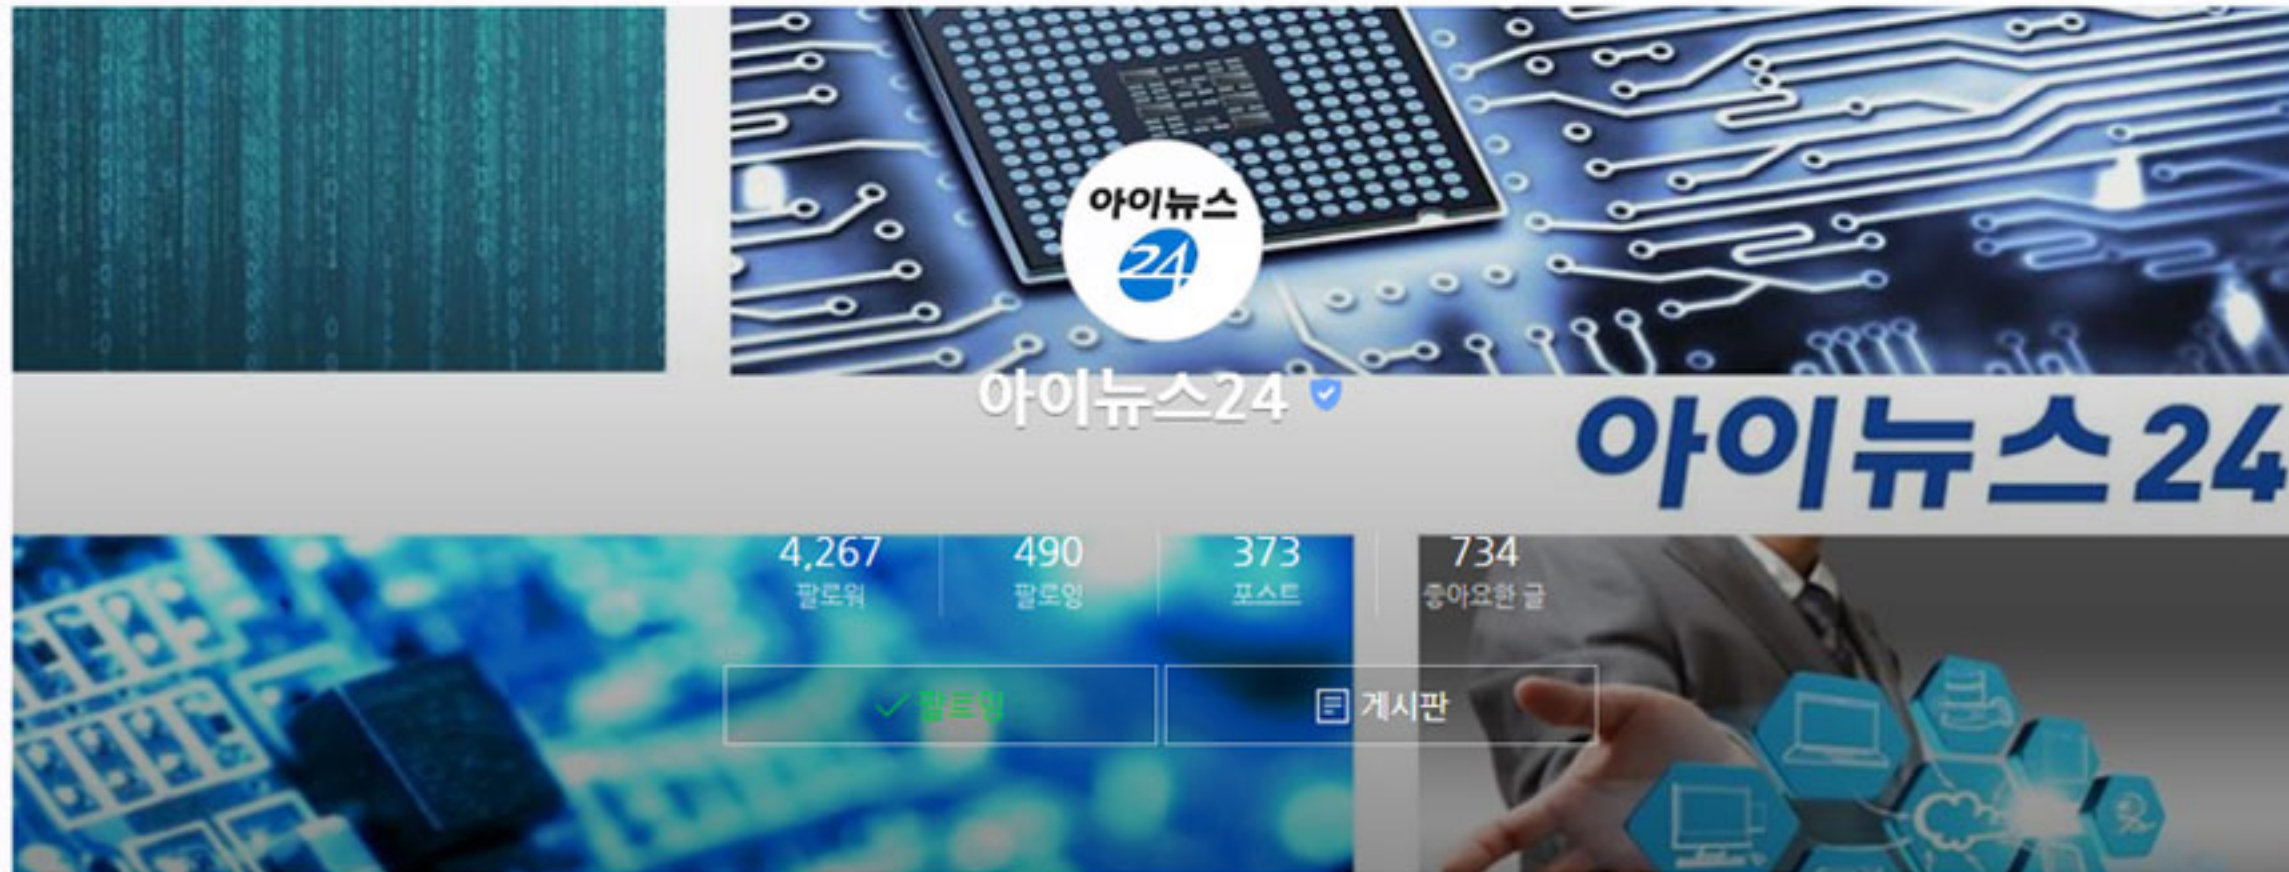 아이뉴스
24
아이뉴스24
아이뉴스24
4,267 490 373 734
팔로워 팔로잉 포스트 좋아요한 글
팔로잉 게시판